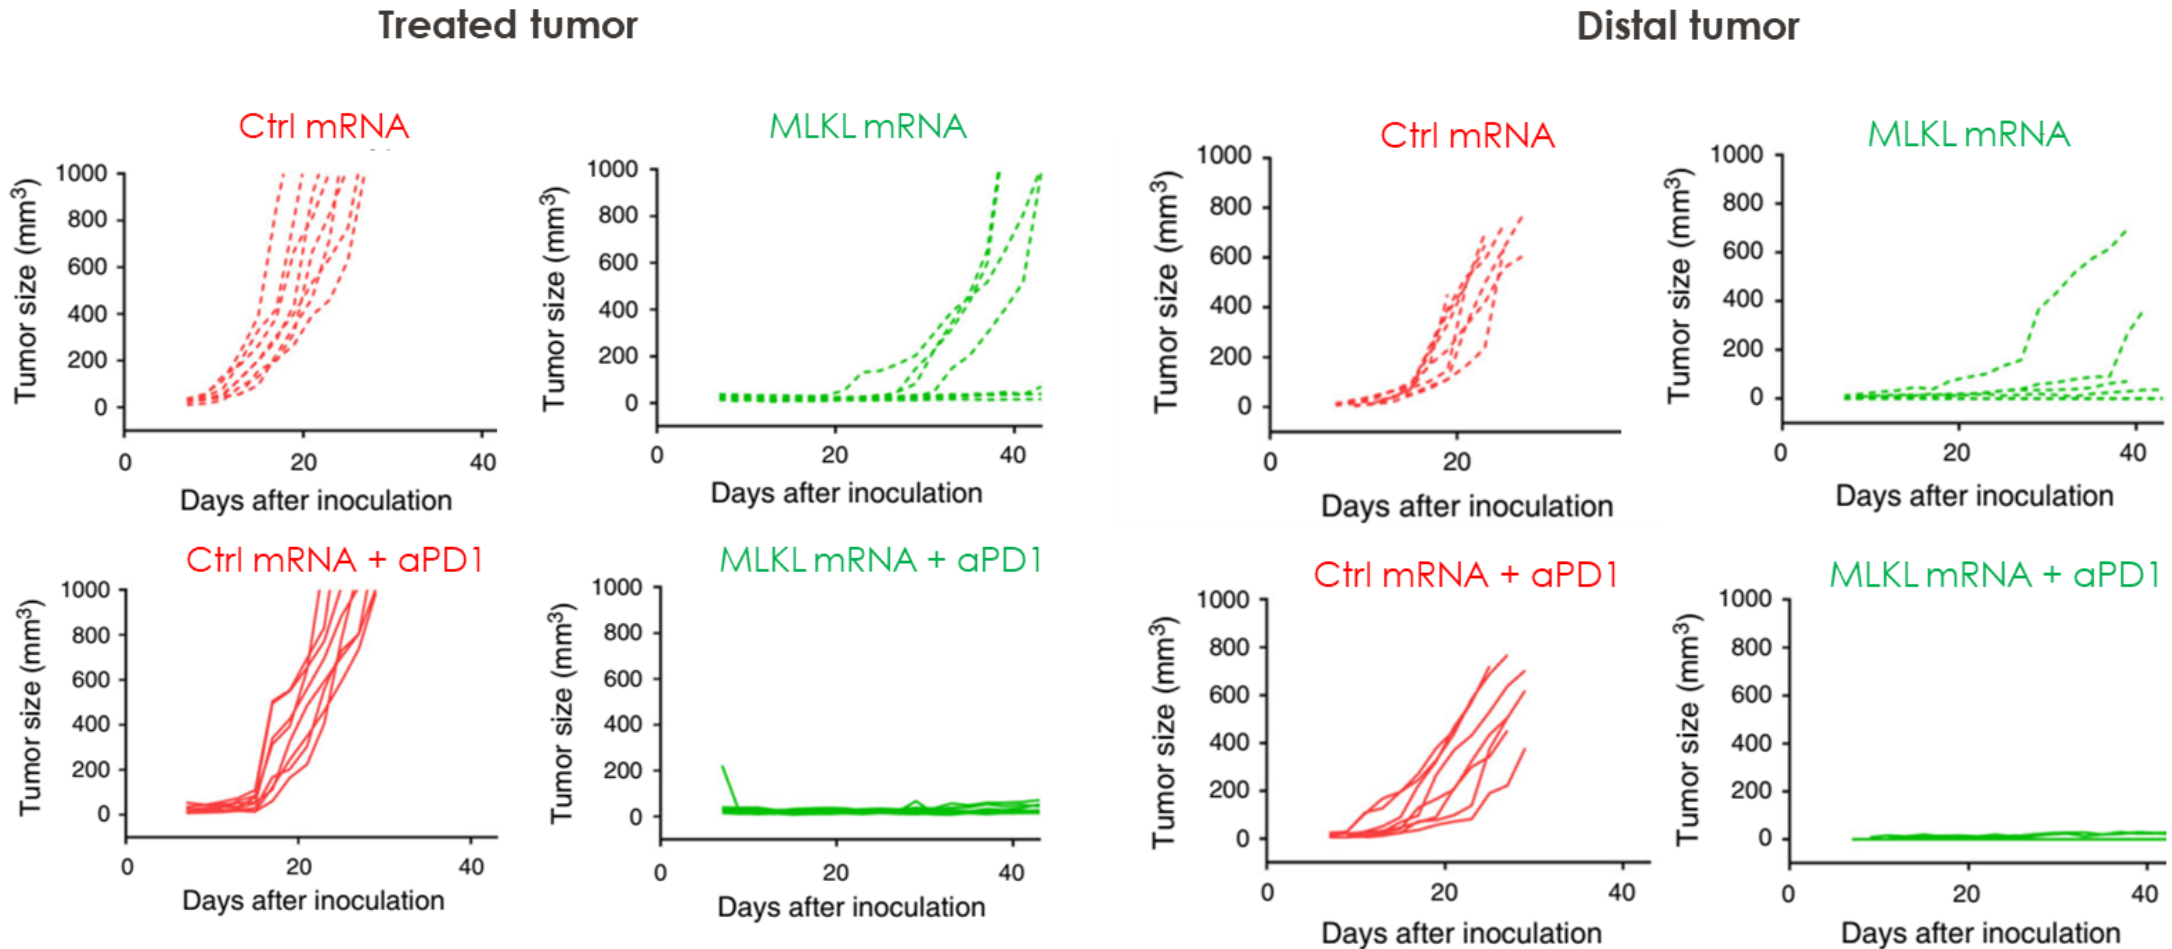 Treated tumor
Distal tumor
Ctrl mRNA
1000
800
600
400
200
0
0
20
40
Tumor size (mm³)
Days after inoculation
MLKL mRNA
1000
800
600
400
200
0
0
20
40
Tumor size (mm³)
Days after inoculation
Ctrl mRNA
1000
800
600
400
200
0
0
20
Tumor size (mm³)
Days after inoculation
MLKL mRNA
1000
800
600
400
200
0
0
20
40
Tumor size (mm³)
Days after inoculation
Ctrl mRNA + aPD1
1000
800
600
400
200
0
0
20
40
Tumor size (mm³)
Days after inoculation
MLKL mRNA + aPD1
1000
800
600
400
200
0
0
20
40
Tumor size (mm³)
Days after inoculation
Ctrl mRNA + aPD1
1000
800
600
400
200
0
0
20
40
Tumor size (mm³)
Days after inoculation
MLKL mRNA + aPD1
1000
800
600
400
200
0
0
20
40
Tumor size (mm³)
Days after inoculation